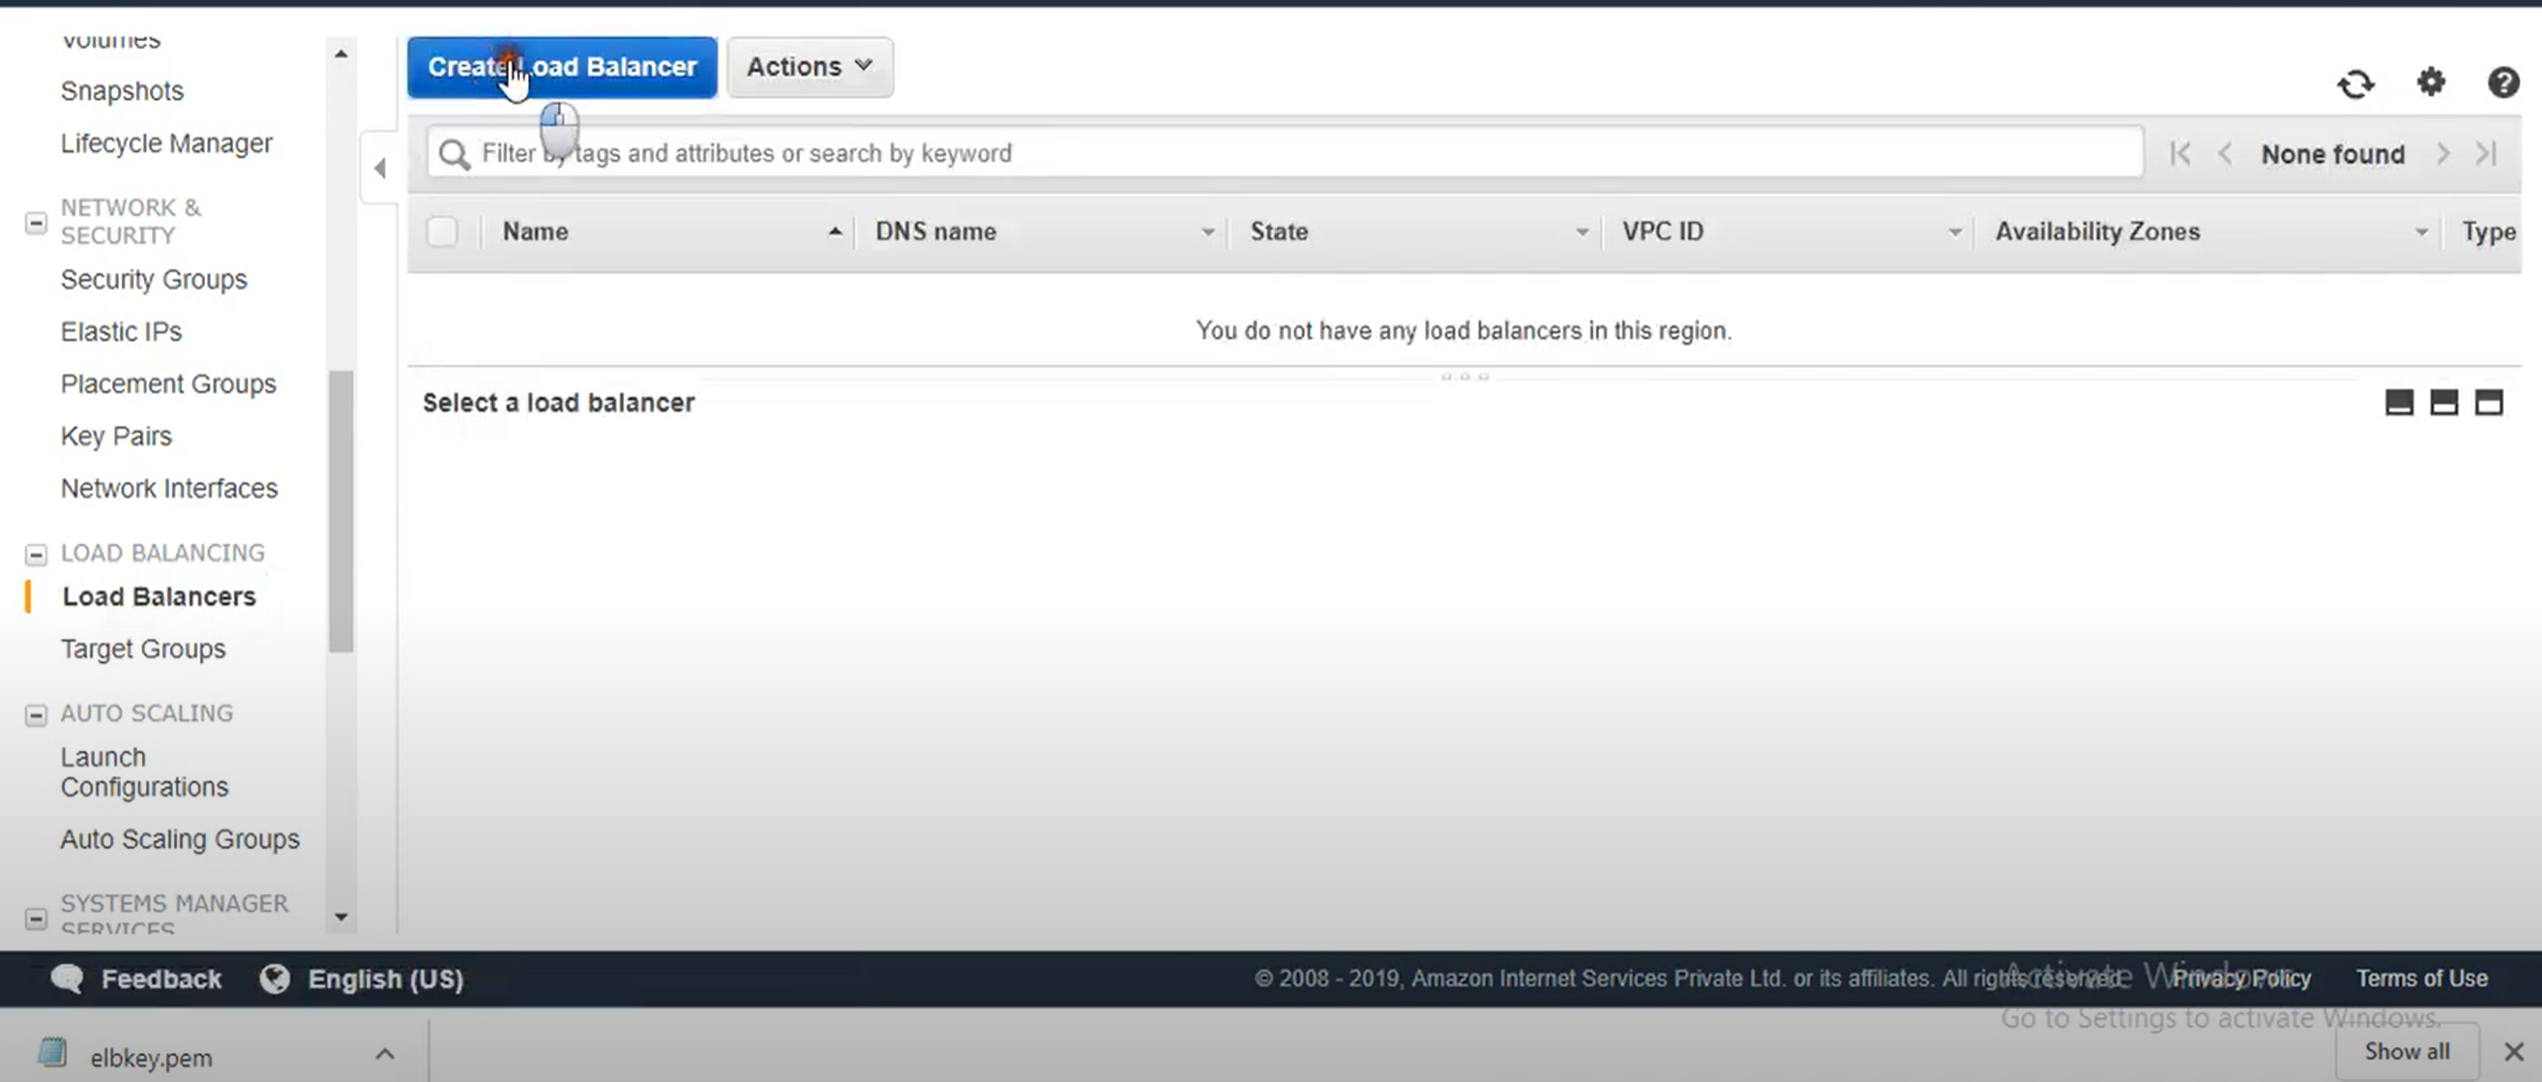 Volumes
Snapshots
Lifecycle Manager
NETWORK &
SECURITY
Security Groups
Elastic IPs
Placement Groups
Key Pairs
Network Interfaces
LOAD BALANCING
Load Balancers
Target Groups
AUTO SCALING
Launch
Configurations
Auto Scaling Groups
SYSTEMS MANAGER
SERVICES
Create Load Balancer
Actions
Filter by tags and attributes or search by keyword
None found
Name DNS name State VPC ID Availability Zones Type
You do not have any load balancers in this region.
Select a load balancer
Feedback English (US)
© 2008 - 2019, Amazon Internet Services Private Ltd. or its affiliates. All rights reserved. Privacy Policy Terms of Use
Activate Windows
Go to Settings to activate Windows.
elbkey.pem
Show all